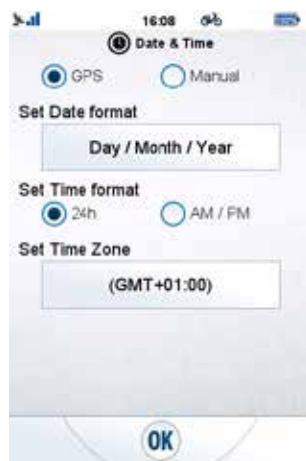 16:08
Date & Time
GPS Manual
Set Date format
Day / Month / Year
Set Time format
24h AM / PM
Set Time Zone
(GMT+01:00)
OK